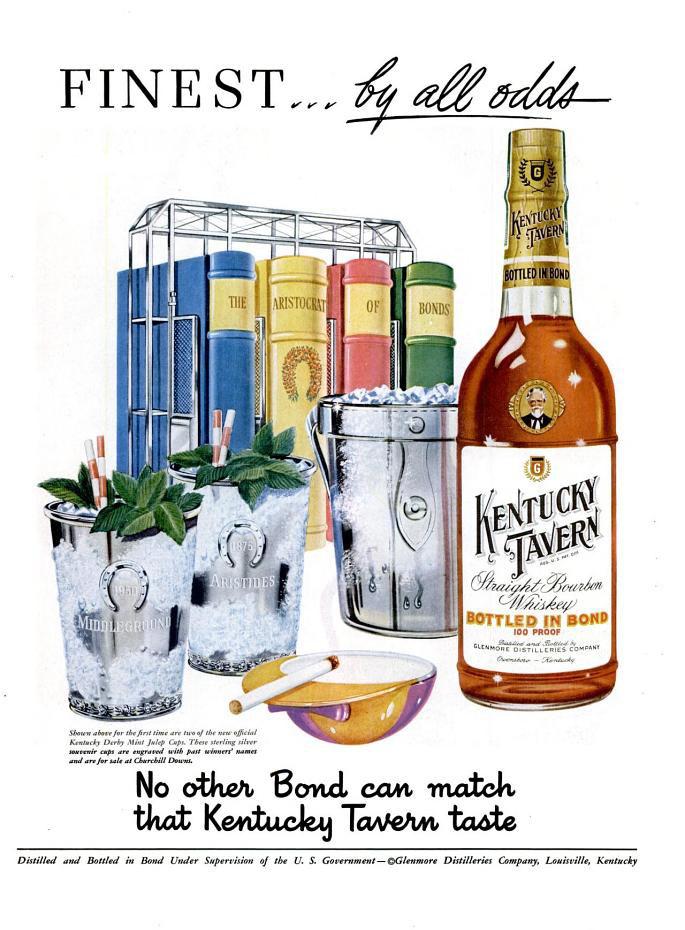 FINEST... by all odds
G
KENTUCKY
TAVERN
BOTTLED IN BOND
THE
ARISTOCRAT
OF
BONDS
G
KENTUCKY
TAVERN
REG. U.S. PAT. OFF.
Straight Bourbon
Whiskey
BOTTLED IN BOND
100 PROOF
Distilled and Bottled by
GLENMORE DISTILLERIES COMPANY
Owensboro - Kentucky
1875
ARISTIDES
1950
MIDDLEGROUND
Shown above for the first time are two of the new official
Kentucky Derby Mint Julep Cups. These sterling silver
souvenir cups are engraved with past winners' names
and are for sale at Churchill Downs.
No other Bond can match
that Kentucky Tavern taste
Distilled and Bottled in Bond Under Supervision of the U. S. Government—©Glenmore Distilleries Company, Louisville, Kentucky